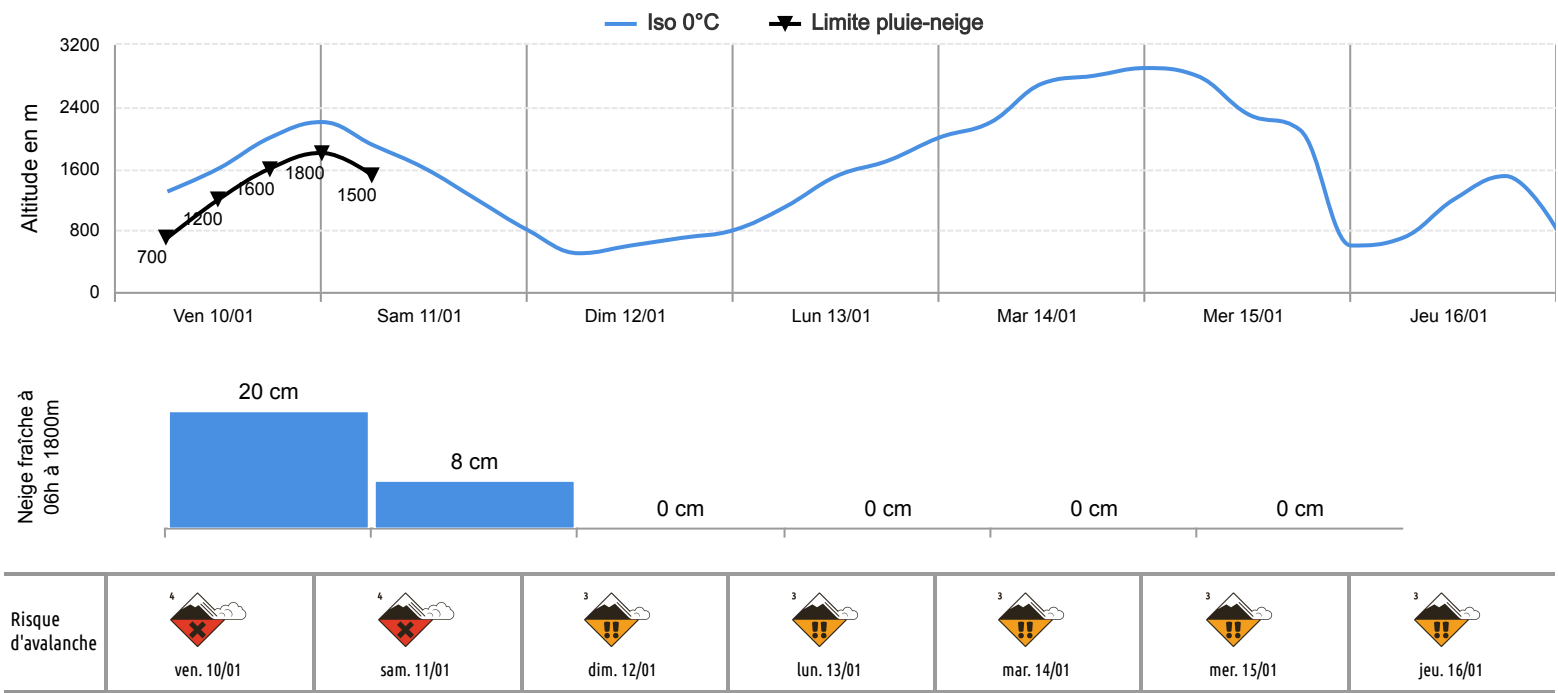 Iso 0°C
Limite pluie-neige
3200
2400
1600
800
0
Altitude en m
700
1200
1600
1800
1500
Ven 10/01
Sam 11/01
Dim 12/01
Lun 13/01
Mar 14/01
Mer 15/01
Jeu 16/01
Neige fraîche à
06h à 1800m
20 cm
8 cm
0 cm
0 cm
0 cm
0 cm
Risque
d'avalanche
4
4
3
3
3
3
3
!!
!!
!!
!!
!!
ven. 10/01
sam. 11/01
dim. 12/01
lun. 13/01
mar. 14/01
mer. 15/01
jeu. 16/01